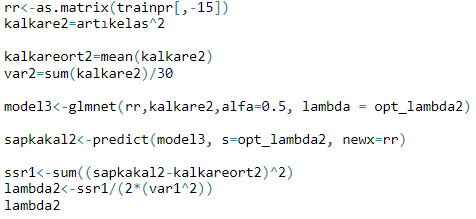 rr<-as.matrix(trainpr[,-15])
kalkare2=artıkelas^2
kalkareort2=mean(kalkare2)
var2=sum(kalkare2)/30
model3<-glmnet(rr,kalkare2,alfa=0.5, lambda = opt_lambda2)
sapkakal2<-predict(model3, s=opt_lambda2, newx=rr)
ssr1<-sum((sapkakal2-kalkareort2)^2)
lambda2<-ssr1/(2*(var1^2))
lambda2